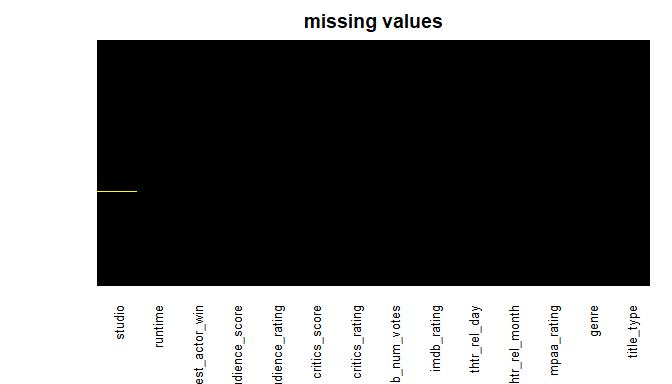 missing values
studio
runtime
est_actor_win
dience_score
dience_rating
critics_score
critics_rating
b_num_votes
imdb_rating
thtr_rel_day
htr_rel_month
mpaa_rating
genre
title_type